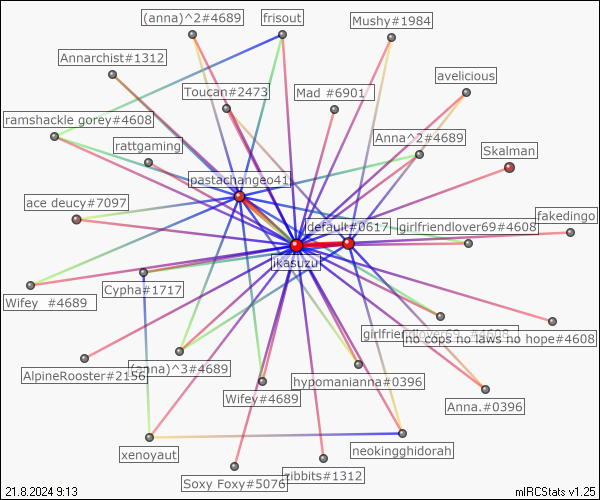 (anna)^2#4689
frisout
Mushy#1984
Annarchist#1312
avelicious
Toucan#2473
Mad #6901
ramshackle gorey#4608
Anna^2#4689
rattgaming
Skalman
pastachangeo41
ace deucy#7097
default#0617
girlfriendlover69#4608
fakedingo
ikasuzu
Cypha#1717
Wifey #4689
girlfriendlover69_#4608
no cops no laws no hope#4608
AlpineRooster#2156
(anna)^3#4689
hypomanianna#0396
Wifey#4689
Anna.#0396
xenoyaut
neokingghidorah
Soxy Foxy#5076
zibbits#1312
21.8.2024 9:13
mIRCStats v1.25